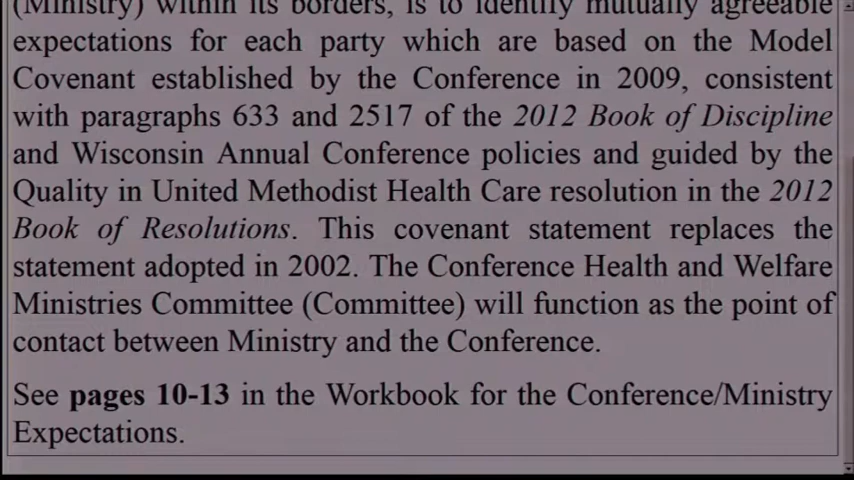 (Ministry) within its borders, is to identify mutually agreeable
expectations for each party which are based on the Model
Covenant established by the Conference in 2009, consistent
with paragraphs 633 and 2517 of the 2012 Book of Discipline
and Wisconsin Annual Conference policies and guided by the
Quality in United Methodist Health Care resolution in the 2012
Book of Resolutions. This covenant statement replaces the
statement adopted in 2002. The Conference Health and Welfare
Ministries Committee (Committee) will function as the point of
contact between Ministry and the Conference.
See pages 10-13 in the Workbook for the Conference/Ministry
Expectations.